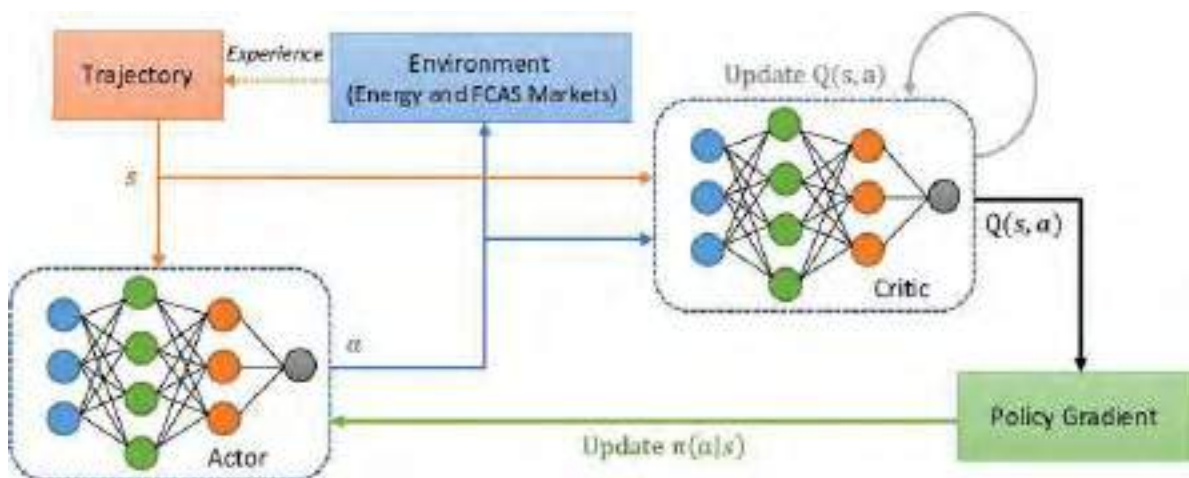 Trajectory
Experience
Environment
(Energy and FCAS Markets)
Update Q(s, a)
s
Q(s, a)
Critic
a
Actor
Update π(a|s)
Policy Gradient